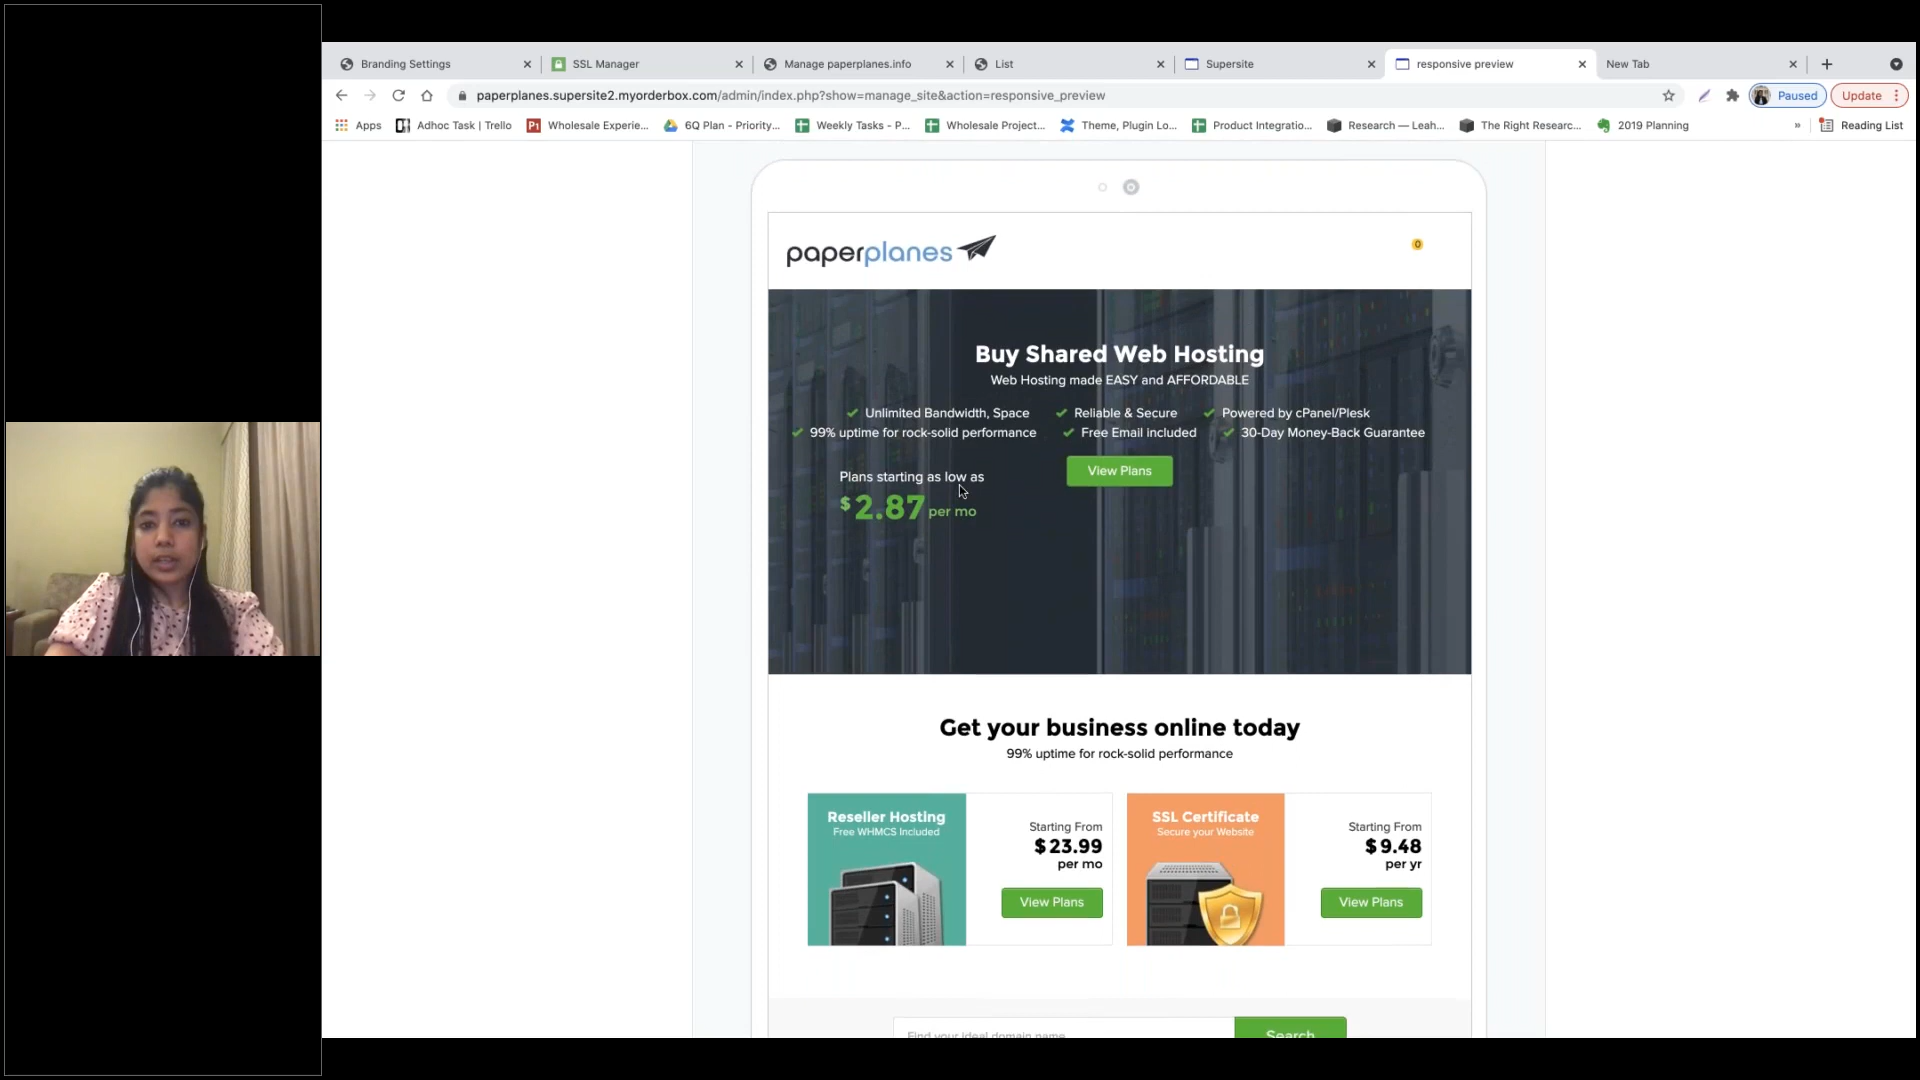 Branding Settings
SSL Manager
Manage paperplanes.info
List
Supersite
responsive preview
New Tab
paperplanes.supersite2.myorderbox.com/admin/index.php?show=manage_site&action=responsive_preview
Paused
Update
Apps
Adhoc Task | Trello
P1
Wholesale Experie...
6Q Plan - Priority...
Weekly Tasks - P...
Wholesale Project...
Theme, Plugin Lo...
Product Integratio...
Research — Leah...
The Right Researc...
2019 Planning
»
Reading List
paperplanes
0
Buy Shared Web Hosting
Web Hosting made EASY and AFFORDABLE
Unlimited Bandwidth, Space
Reliable & Secure
Powered by cPanel/Plesk
99% uptime for rock-solid performance
Free Email included
30-Day Money-Back Guarantee
Plans starting as low as
$2.87 per mo
View Plans
Get your business online today
99% uptime for rock-solid performance
Reseller Hosting
Free WHMCS Included
Starting From
$23.99
per mo
View Plans
SSL Certificate
Secure your Website
Starting From
$9.48
per yr
View Plans
Find your ideal domain name
Search